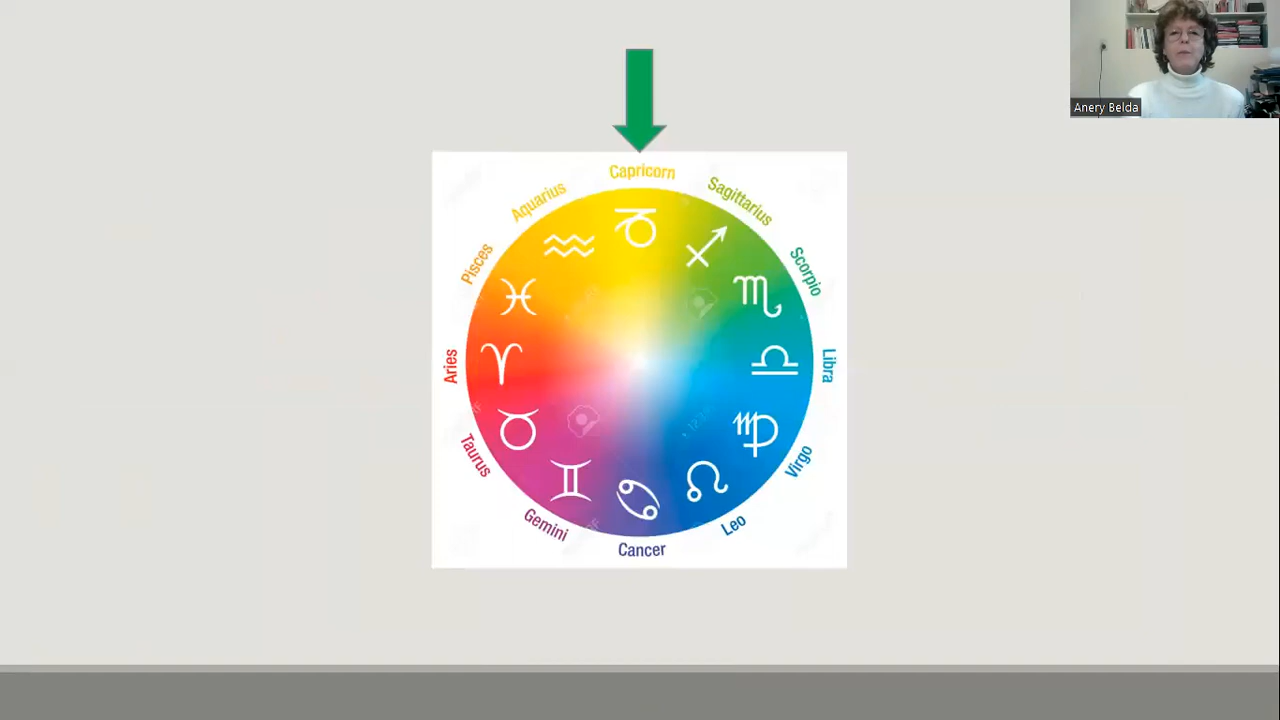 Anery Belda
Capricorn
Sagittarius
Scorpio
Libra
Virgo
Leo
Cancer
Gemini
Taurus
Aries
Pisces
Aquarius